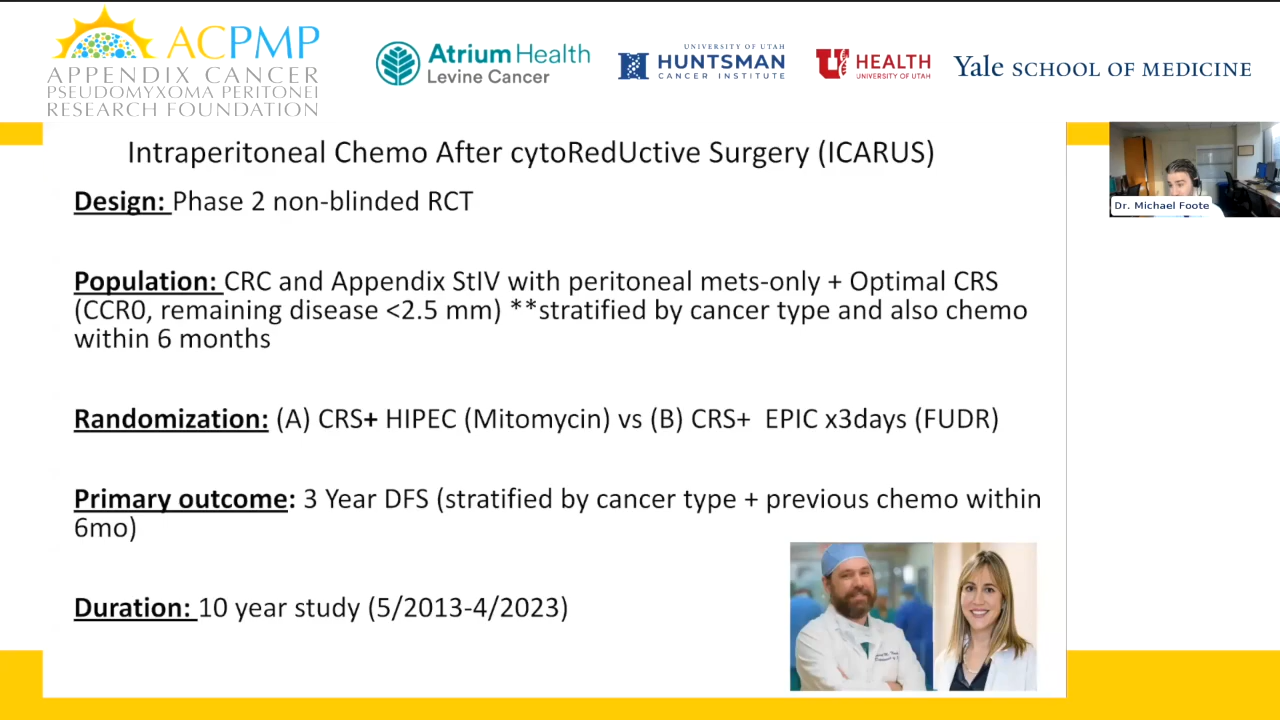 ACPMP
APPENDIX CANCER
PSEUDOMYXOMA PERITONEI
RESEARCH FOUNDATION
Atrium Health
Levine Cancer
UNIVERSITY OF UTAH
HUNTSMAN
CANCER INSTITUTE
U
HEALTH
UNIVERSITY OF UTAH
Yale SCHOOL OF MEDICINE
Intraperitoneal Chemo After cytoRedUctive Surgery (ICARUS)
Design: Phase 2 non-blinded RCT
Population: CRC and Appendix StIV with peritoneal mets-only + Optimal CRS
(CCR0, remaining disease <2.5 mm) **stratified by cancer type and also chemo
within 6 months
Randomization: (A) CRS+ HIPEC (Mitomycin) vs (B) CRS+ EPIC x3days (FUDR)
Primary outcome: 3 Year DFS (stratified by cancer type + previous chemo within
6mo)
Duration: 10 year study (5/2013-4/2023)
Dr. Michael Foote